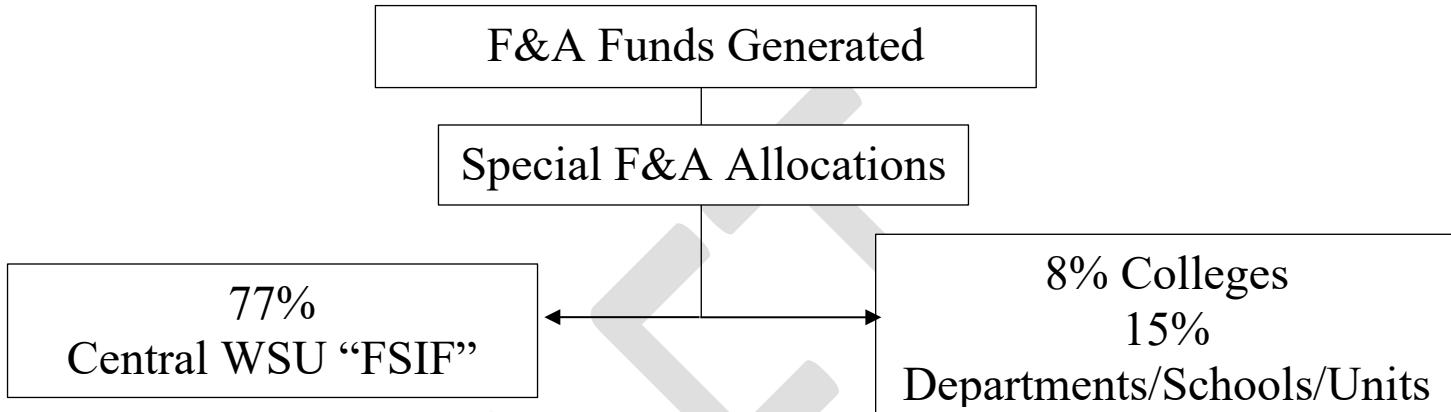 F&A Funds Generated
Special F&A Allocations
77%
Central WSU “FSIF”
8% Colleges
15%
Departments/Schools/Units